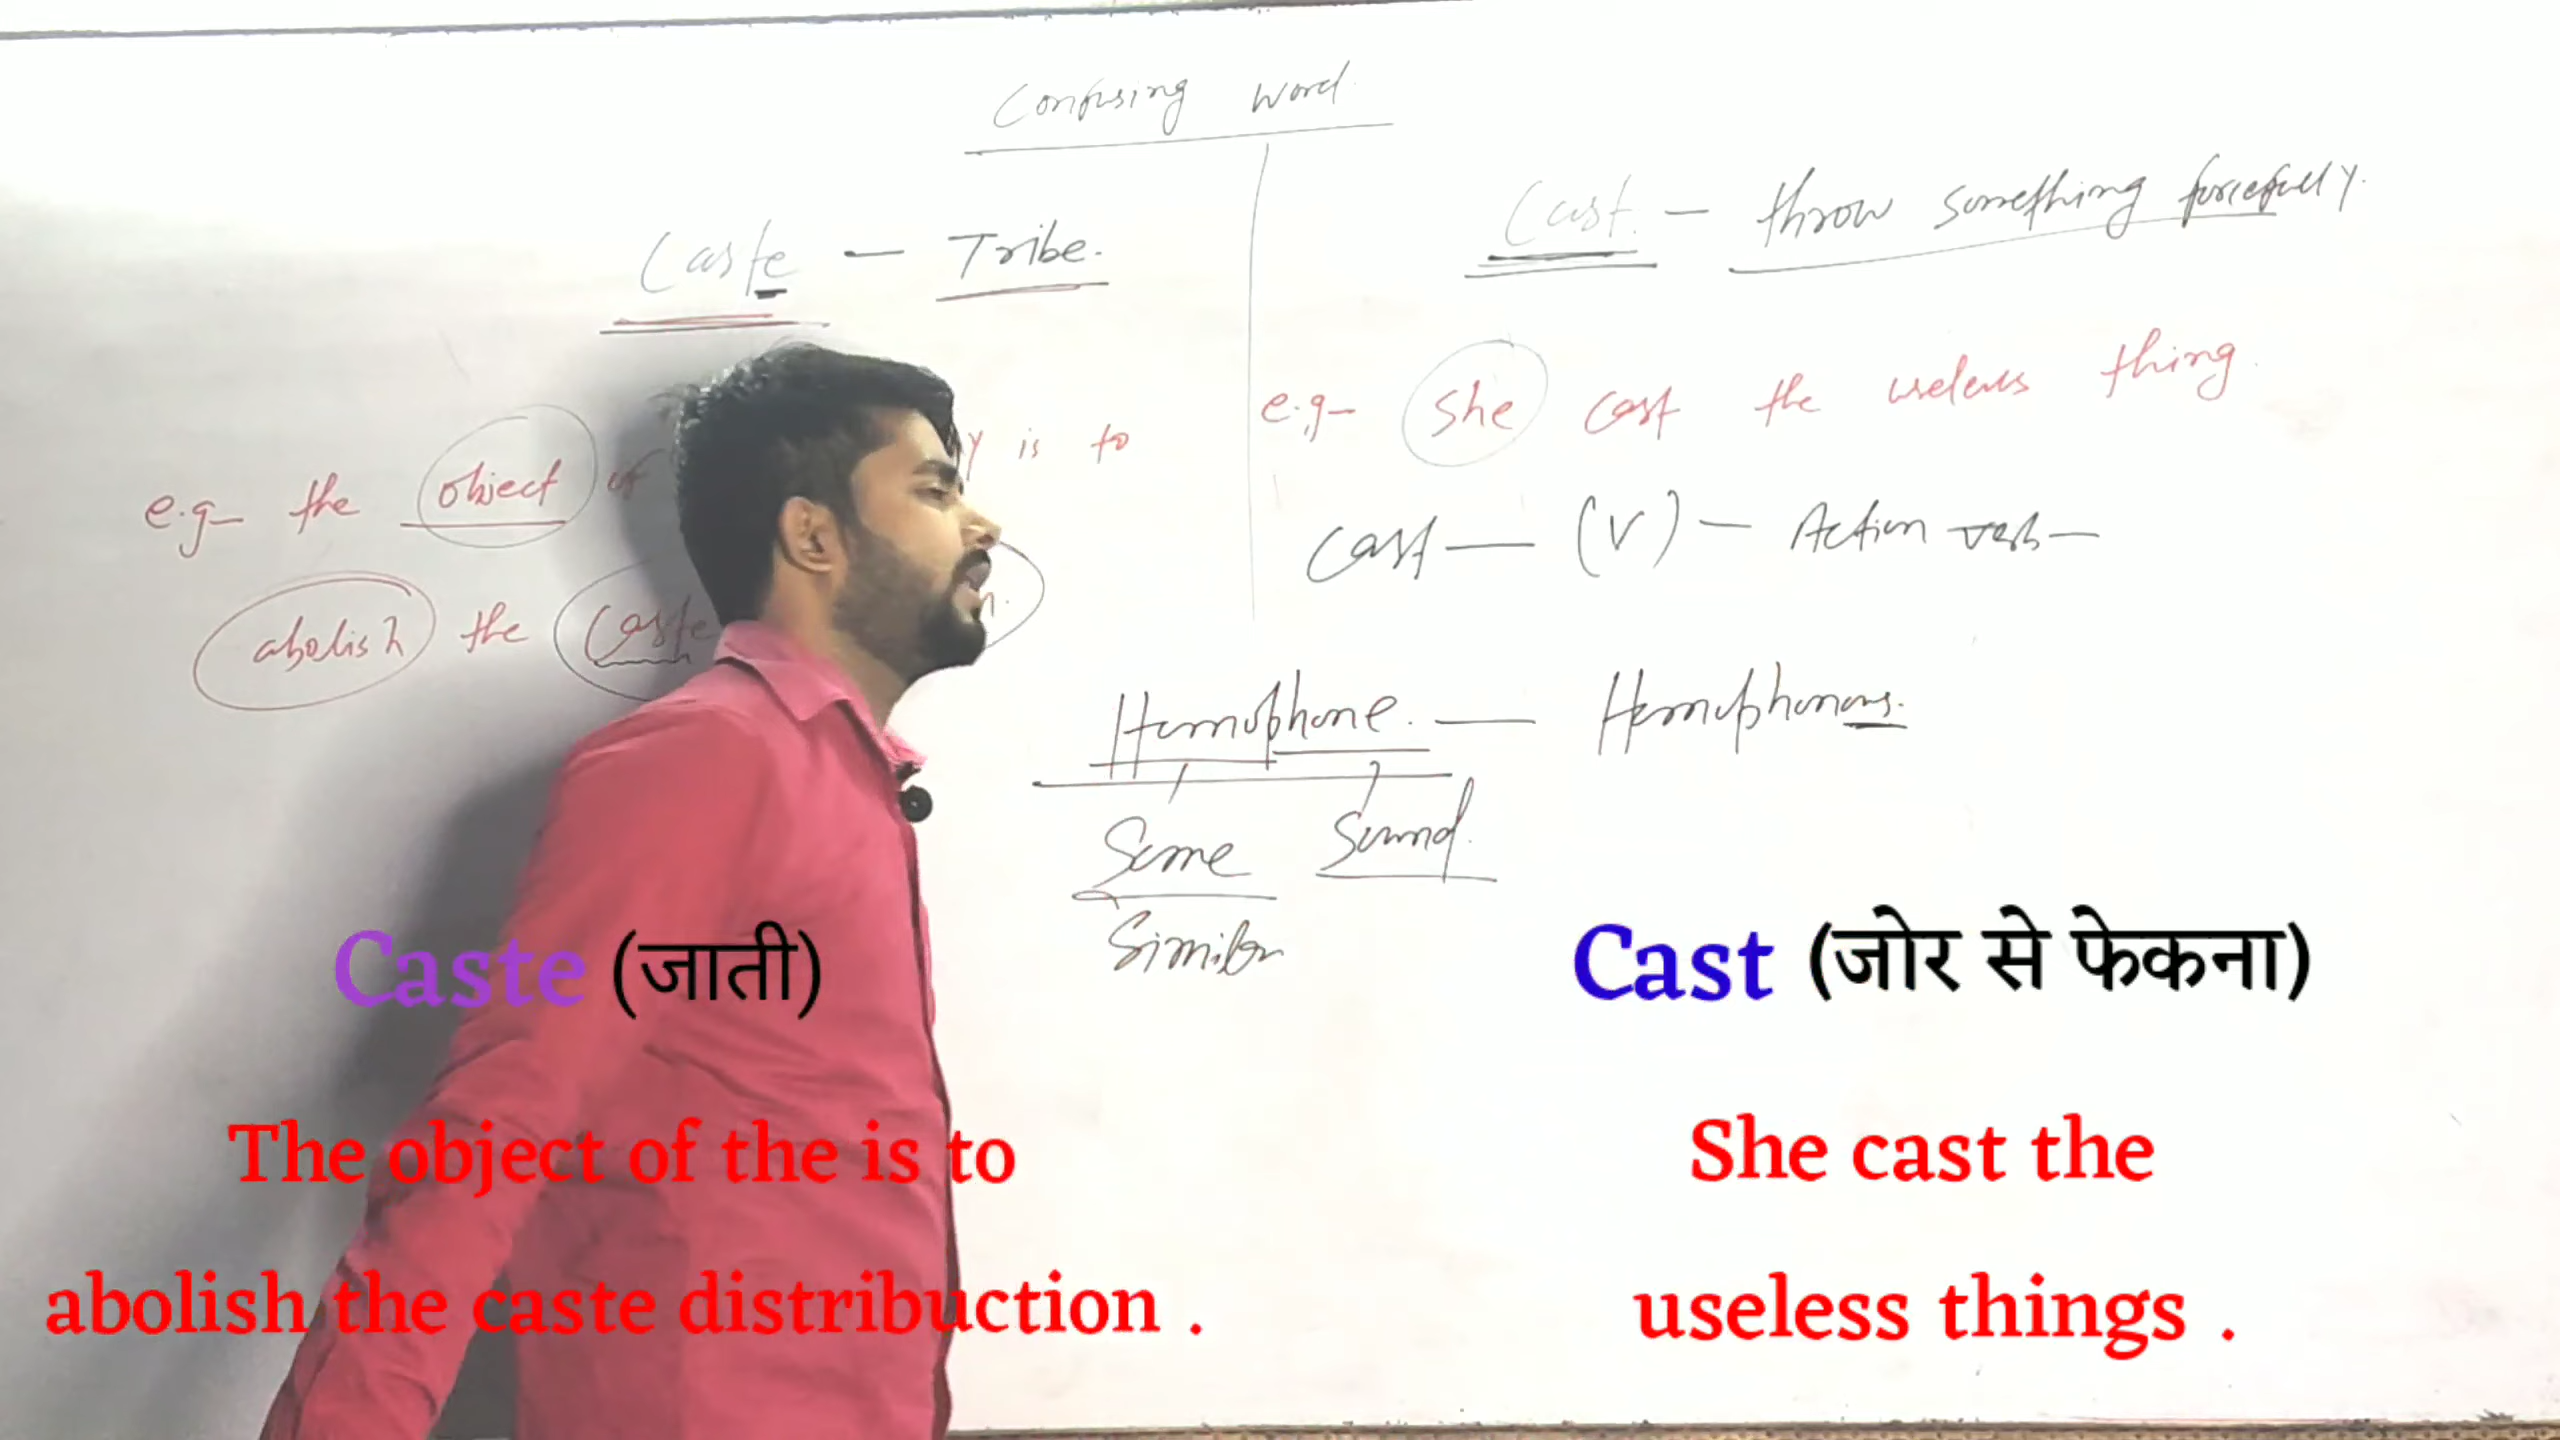 Confusing word
Caste - Tribe.
Cast. - throw something forcefully.
e.g- the object of y is to
abolish the Caste n.
e.g- She cast the useless thing.
Cast - (V) - Action verb -
Homophone. - Homophonous.
Same Sound.
Similar
Caste (जाती)
The object of the is to
abolish the caste distribuction .
Cast (जोर से फेकना)
She cast the
useless things .